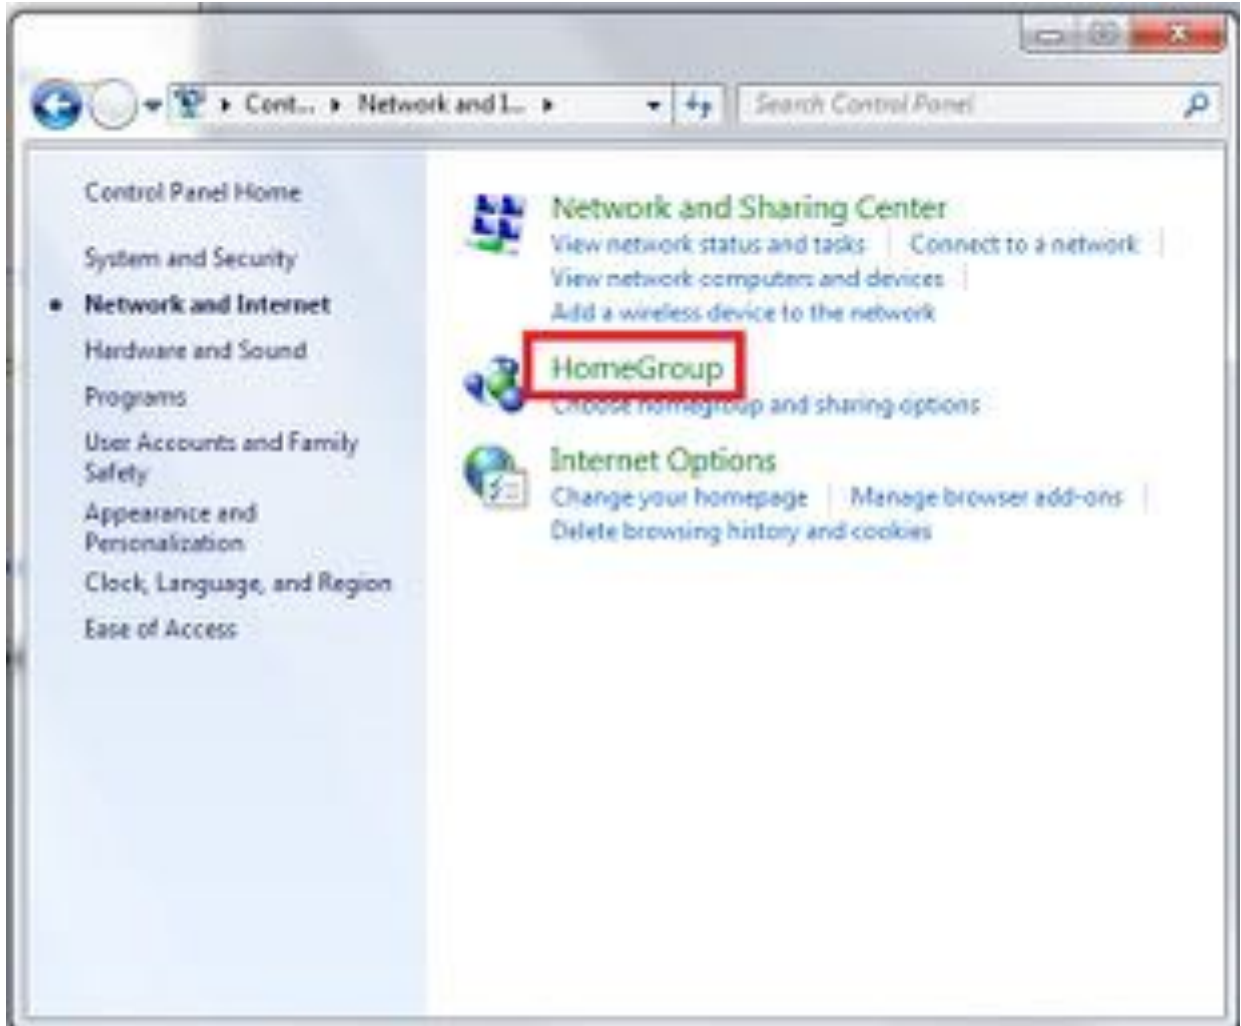 Cont... Network and I...
Search Control Panel
Control Panel Home
System and Security
Network and Internet
Hardware and Sound
Programs
User Accounts and Family
Safety
Appearance and
Personalization
Clock, Language, and Region
Ease of Access
Network and Sharing Center
View network status and tasks Connect to a network
View network computers and devices
Add a wireless device to the network
HomeGroup
Choose homegroup and sharing options
Internet Options
Change your homepage Manage browser add-ons
Delete browsing history and cookies